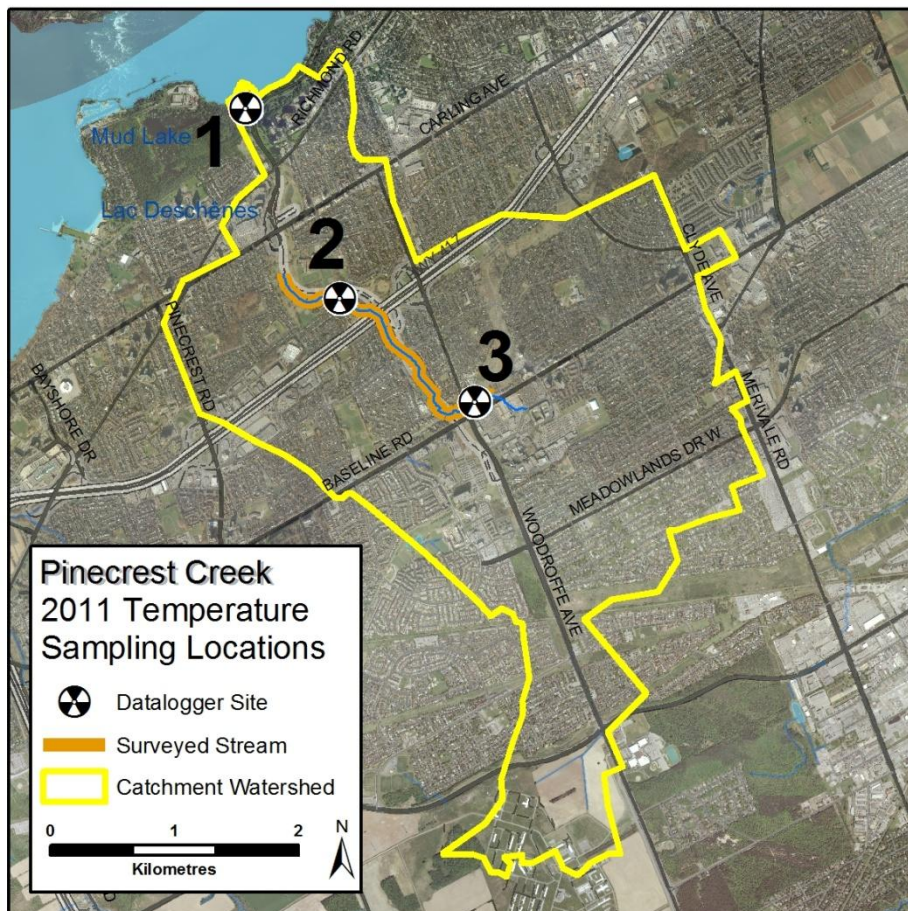 RICHMOND RD
1
Mud Lake
CARLING AVE
Lac Deschênes
2
CLYDE AVE
PINECREST RD
3
BAYSHORE DR
MERIVALE RD
BASELINE RD
MEADOWLANDS DR W
WOODROFFE AVE
Pinecrest Creek
2011 Temperature
Sampling Locations
Datalogger Site
Surveyed Stream
Catchment Watershed
0 1 2
Kilometres
N